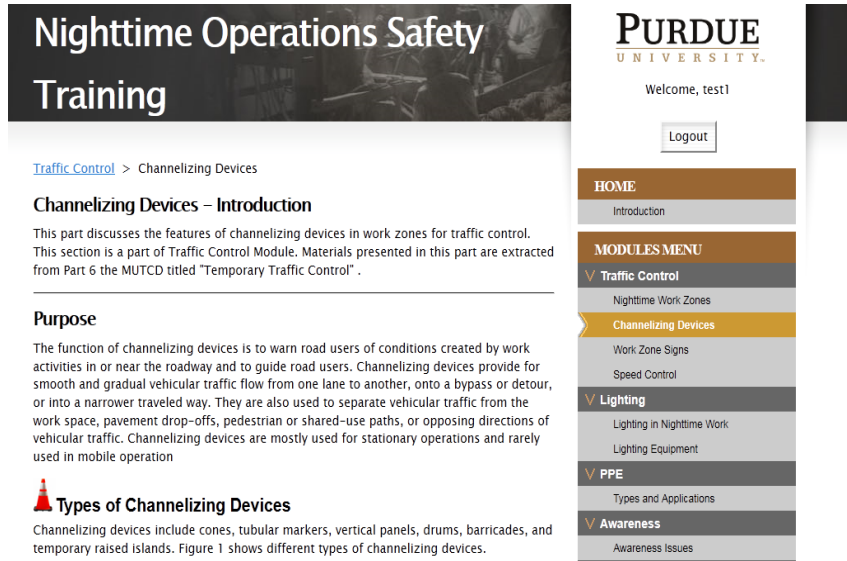 Nighttime Operations Safety
Training
PURDUE
UNIVERSITY™
Welcome, test1
Logout
Traffic Control > Channelizing Devices
Channelizing Devices – Introduction
This part discusses the features of channelizing devices in work zones for traffic control.
This section is a part of Traffic Control Module. Materials presented in this part are extracted
from Part 6 the MUTCD titled "Temporary Traffic Control" .
Purpose
The function of channelizing devices is to warn road users of conditions created by work
activities in or near the roadway and to guide road users. Channelizing devices provide for
smooth and gradual vehicular traffic flow from one lane to another, onto a bypass or detour,
or into a narrower traveled way. They are also used to separate vehicular traffic from the
work space, pavement drop-offs, pedestrian or shared-use paths, or opposing directions of
vehicular traffic. Channelizing devices are mostly used for stationary operations and rarely
used in mobile operation
Types of Channelizing Devices
Channelizing devices include cones, tubular markers, vertical panels, drums, barricades, and
temporary raised islands. Figure 1 shows different types of channelizing devices.
HOME
Introduction
MODULES MENU
V Traffic Control
Nighttime Work Zones
Channelizing Devices
Work Zone Signs
Speed Control
V Lighting
Lighting in Nighttime Work
Lighting Equipment
V PPE
Types and Applications
V Awareness
Awareness Issues